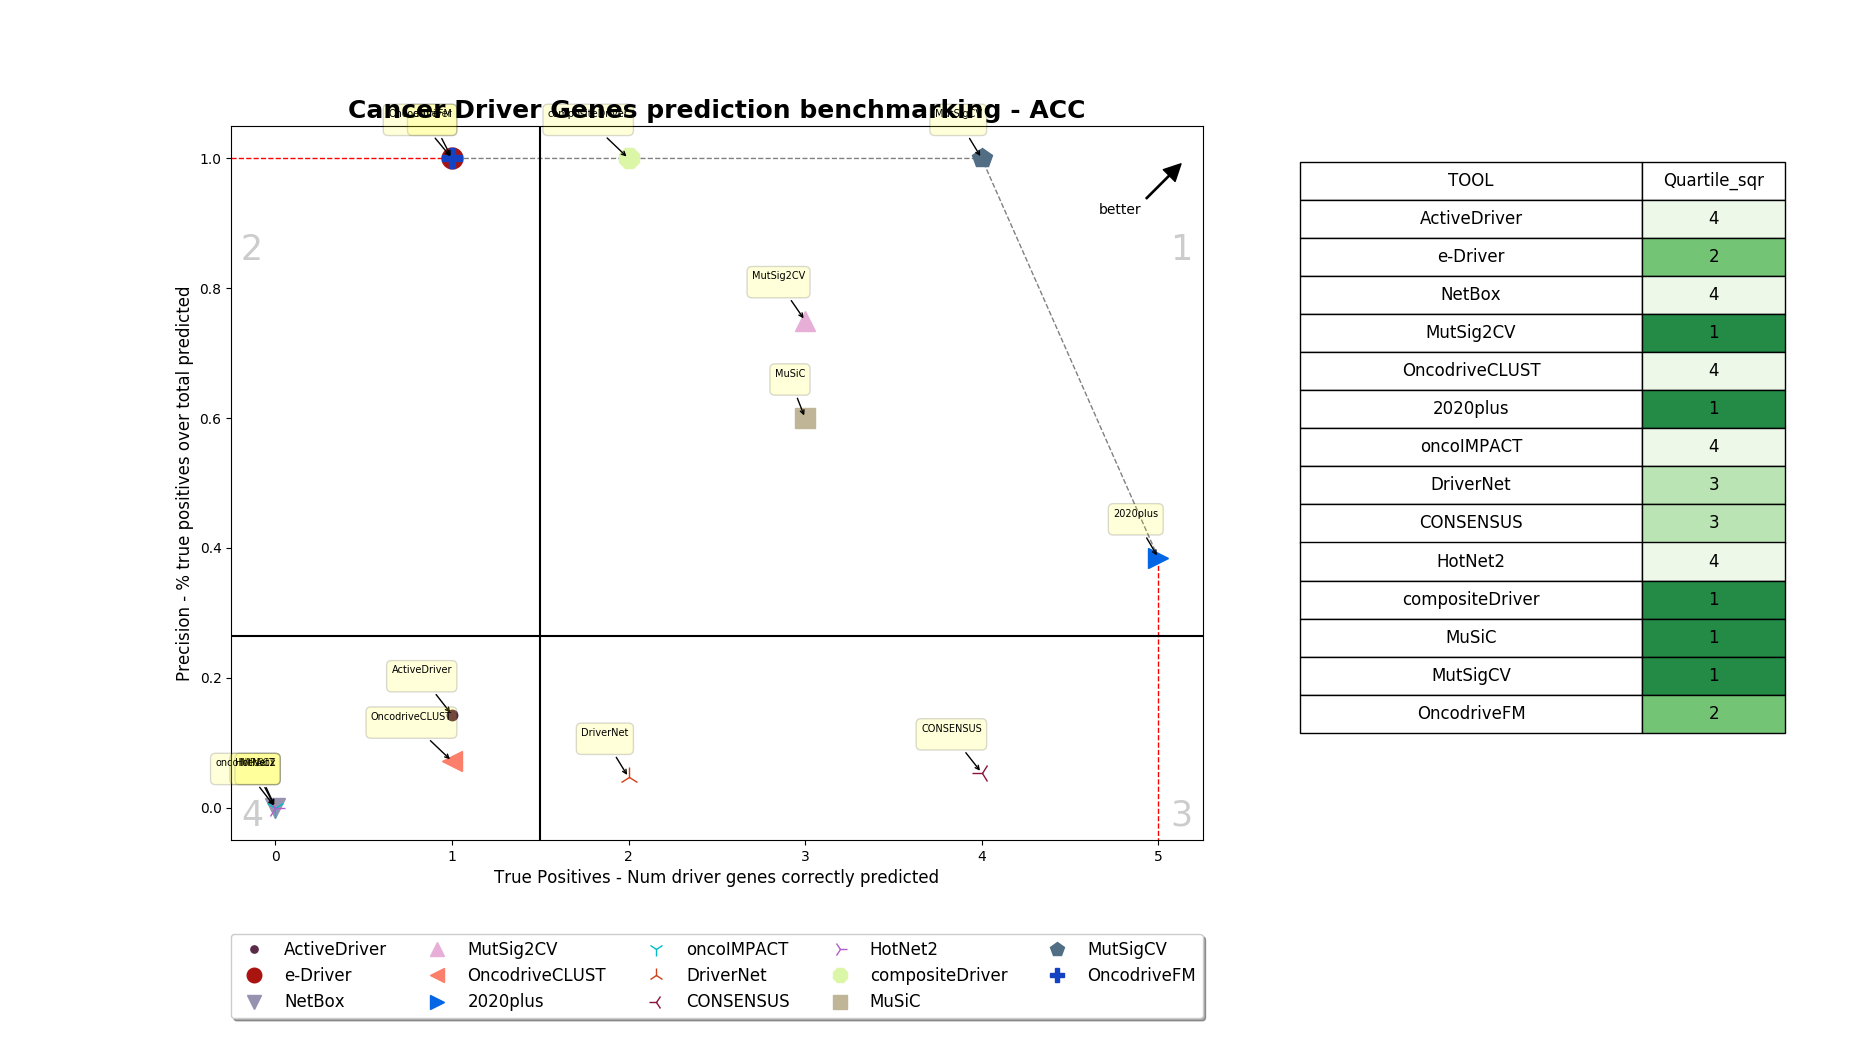 Cancer Driver Genes prediction benchmarking - ACC
MutSigCV
1.0
better
2
1
MutSig2CV
0.8
MuSiC
0.6
2020plus
0.4
Precision - % true positives over total predicted
ActiveDriver
0.2
OncodriveCLUST
DriverNet
CONSENSUS
0.0
4
3
0 1 2 3 4 5
True Positives - Num driver genes correctly predicted
ActiveDriver MutSig2CV oncoIMPACT HotNet2 MutSigCV
e-Driver OncodriveCLUST DriverNet compositeDriver OncodriveFM
NetBox 2020plus CONSENSUS MuSiC
TOOL Quartile_sqr
ActiveDriver 4
e-Driver 2
NetBox 4
MutSig2CV 1
OncodriveCLUST 4
2020plus 1
oncoIMPACT 4
DriverNet 3
CONSENSUS 3
HotNet2 4
compositeDriver 1
MuSiC 1
MutSigCV 1
OncodriveFM 2